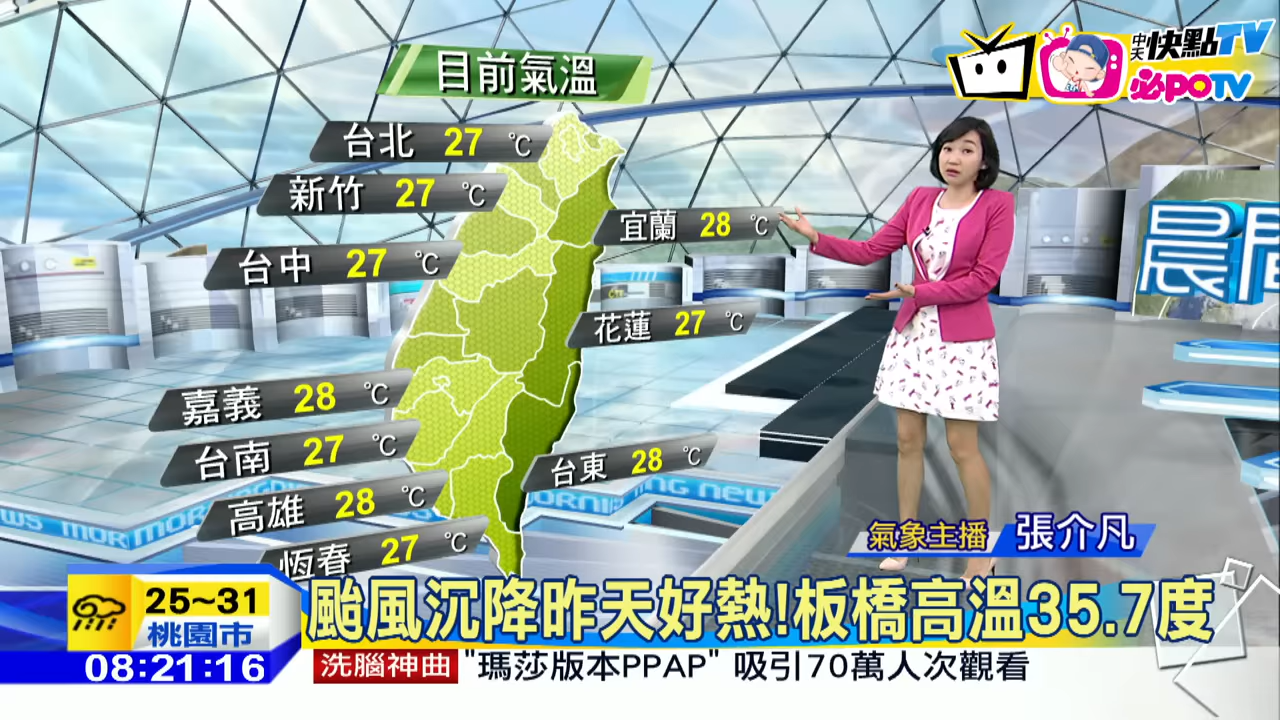 目前氣溫
中天快點TV
必POTV
台北 27 ℃
新竹 27 ℃
宜蘭 28 ℃
台中 27 ℃
花蓮 27 ℃
嘉義 28 ℃
台南 27 ℃
台東 28 ℃
高雄 28 ℃
恆春 27 ℃
晨
氣象主播 張介凡
25~31
桃園市
08:21:16
颱風沉降昨天好熱!板橋高溫35.7度
洗腦神曲 "瑪莎版本PPAP" 吸引70萬人次觀看